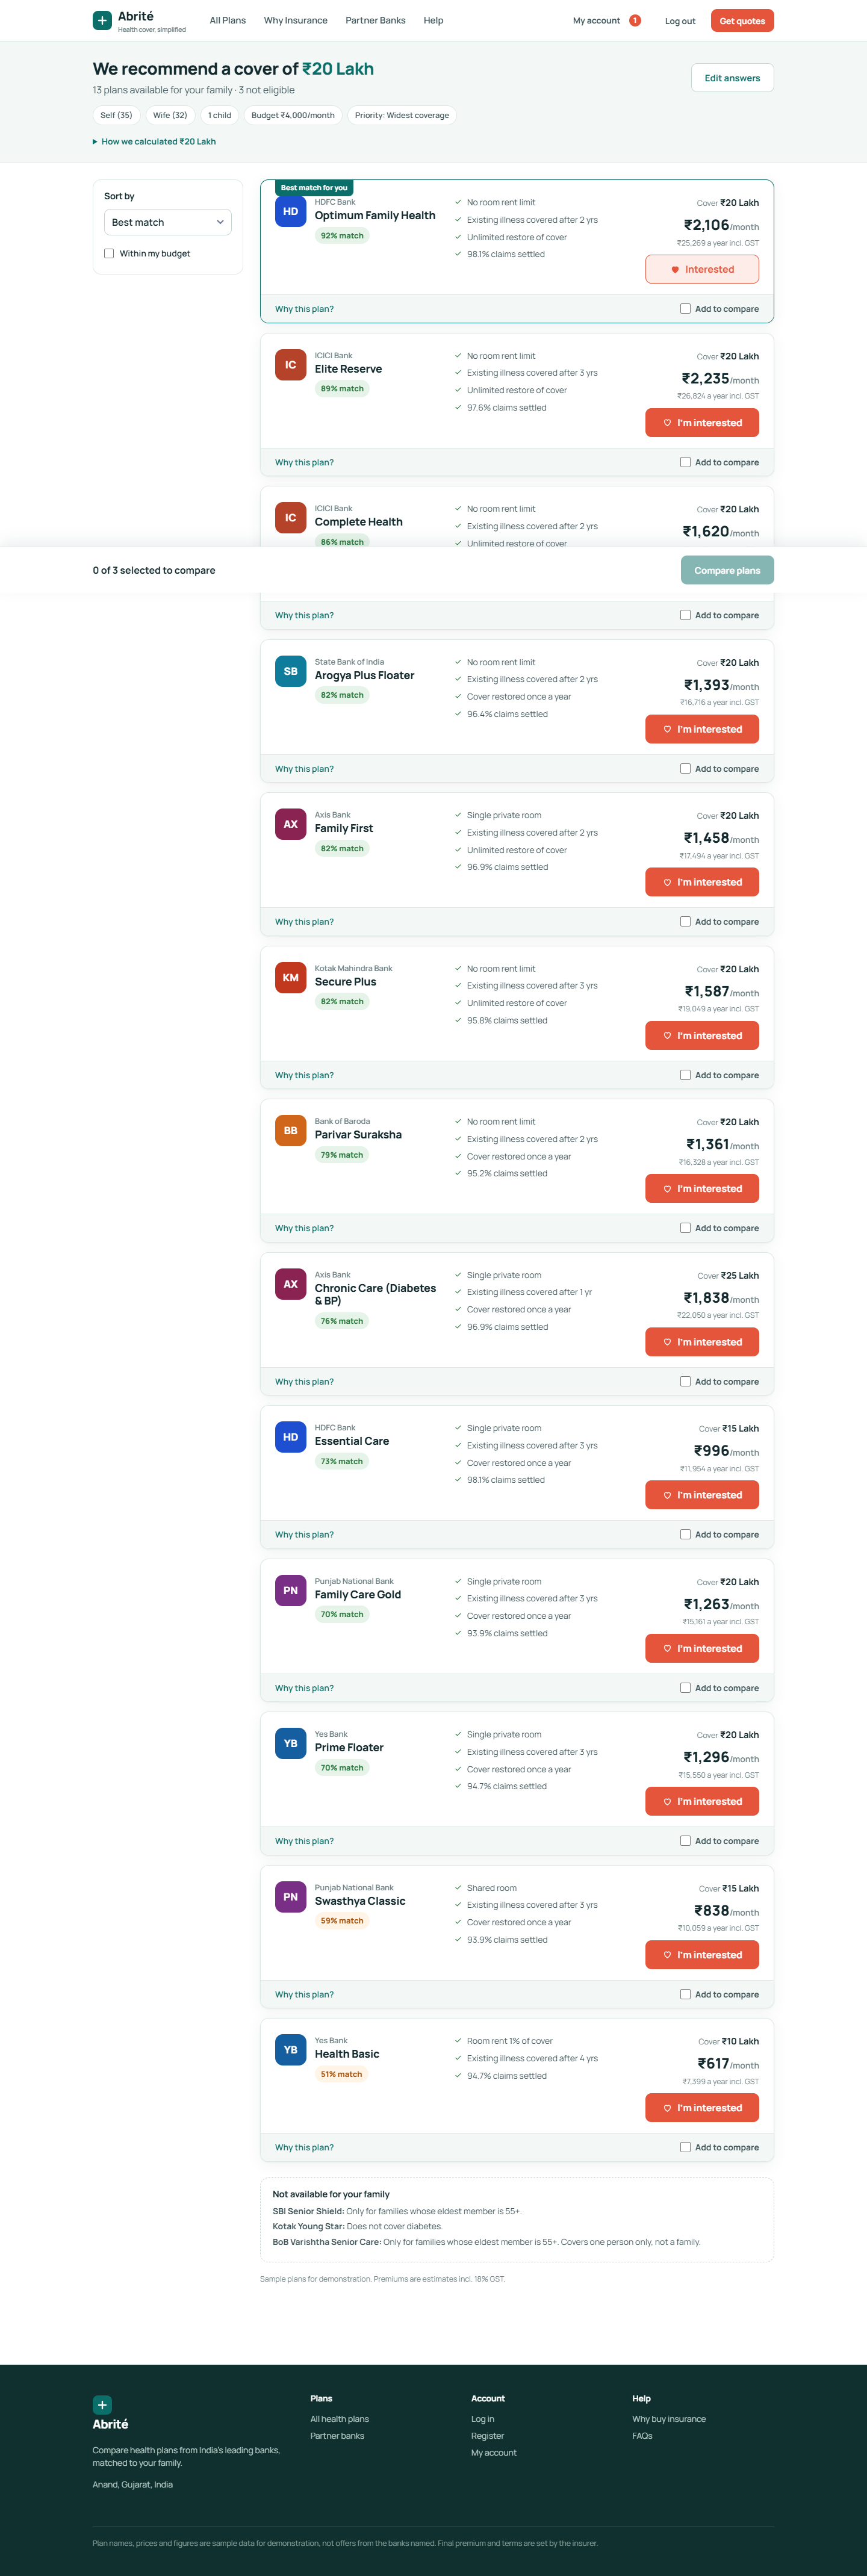 Abrité
Health cover, simplified
All Plans
Why Insurance
Partner Banks
Help
My account 1
Log out
Get quotes
We recommend a cover of ₹20 Lakh
13 plans available for your family · 3 not eligible
Self (35)
Wife (32)
1 child
Budget ₹4,000/month
Priority: Widest coverage
How we calculated ₹20 Lakh
Edit answers
Sort by
Best match
Within my budget
Best match for you
HD
HDFC Bank
Optimum Family Health
92% match
No room rent limit
Existing illness covered after 2 yrs
Unlimited restore of cover
98.1% claims settled
Cover ₹20 Lakh
₹2,106/month
₹25,269 a year incl. GST
Interested
Why this plan?
Add to compare
IC
ICICI Bank
Elite Reserve
89% match
No room rent limit
Existing illness covered after 3 yrs
Unlimited restore of cover
97.6% claims settled
Cover ₹20 Lakh
₹2,235/month
₹26,824 a year incl. GST
I'm interested
Why this plan?
Add to compare
IC
ICICI Bank
Complete Health
86% match
No room rent limit
Existing illness covered after 2 yrs
Unlimited restore of cover
Cover ₹20 Lakh
₹1,620/month
0 of 3 selected to compare
Compare plans
Why this plan?
Add to compare
SB
State Bank of India
Arogya Plus Floater
82% match
No room rent limit
Existing illness covered after 2 yrs
Cover restored once a year
96.4% claims settled
Cover ₹20 Lakh
₹1,393/month
₹16,716 a year incl. GST
I'm interested
Why this plan?
Add to compare
AX
Axis Bank
Family First
82% match
Single private room
Existing illness covered after 2 yrs
Unlimited restore of cover
96.9% claims settled
Cover ₹20 Lakh
₹1,458/month
₹17,494 a year incl. GST
I'm interested
Why this plan?
Add to compare
KM
Kotak Mahindra Bank
Secure Plus
82% match
No room rent limit
Existing illness covered after 3 yrs
Unlimited restore of cover
95.8% claims settled
Cover ₹20 Lakh
₹1,587/month
₹19,049 a year incl. GST
I'm interested
Why this plan?
Add to compare
BB
Bank of Baroda
Parivar Suraksha
79% match
No room rent limit
Existing illness covered after 2 yrs
Cover restored once a year
95.2% claims settled
Cover ₹20 Lakh
₹1,361/month
₹16,328 a year incl. GST
I'm interested
Why this plan?
Add to compare
AX
Axis Bank
Chronic Care (Diabetes
& BP)
76% match
Single private room
Existing illness covered after 1 yr
Cover restored once a year
96.9% claims settled
Cover ₹25 Lakh
₹1,838/month
₹22,050 a year incl. GST
I'm interested
Why this plan?
Add to compare
HD
HDFC Bank
Essential Care
73% match
Single private room
Existing illness covered after 3 yrs
Cover restored once a year
98.1% claims settled
Cover ₹15 Lakh
₹996/month
₹11,954 a year incl. GST
I'm interested
Why this plan?
Add to compare
PN
Punjab National Bank
Family Care Gold
70% match
Single private room
Existing illness covered after 3 yrs
Cover restored once a year
93.9% claims settled
Cover ₹20 Lakh
₹1,263/month
₹15,161 a year incl. GST
I'm interested
Why this plan?
Add to compare
YB
Yes Bank
Prime Floater
70% match
Single private room
Existing illness covered after 3 yrs
Cover restored once a year
94.7% claims settled
Cover ₹20 Lakh
₹1,296/month
₹15,550 a year incl. GST
I'm interested
Why this plan?
Add to compare
PN
Punjab National Bank
Swasthya Classic
59% match
Shared room
Existing illness covered after 3 yrs
Cover restored once a year
93.9% claims settled
Cover ₹15 Lakh
₹838/month
₹10,059 a year incl. GST
I'm interested
Why this plan?
Add to compare
YB
Yes Bank
Health Basic
51% match
Room rent 1% of cover
Existing illness covered after 4 yrs
94.7% claims settled
Cover ₹10 Lakh
₹617/month
₹7,399 a year incl. GST
I'm interested
Why this plan?
Add to compare
Not available for your family
SBI Senior Shield: Only for families whose eldest member is 55+.
Kotak Young Star: Does not cover diabetes.
BoB Varishtha Senior Care: Only for families whose eldest member is 55+. Covers one person only, not a family.
Sample plans for demonstration. Premiums are estimates incl. 18% GST.
Abrité
Compare health plans from India's leading banks,
matched to your family.
Anand, Gujarat, India
Plans
All health plans
Partner banks
Account
Log in
Register
My account
Help
Why buy insurance
FAQs
Plan names, prices and figures are sample data for demonstration, not offers from the banks named. Final premium and terms are set by the insurer.